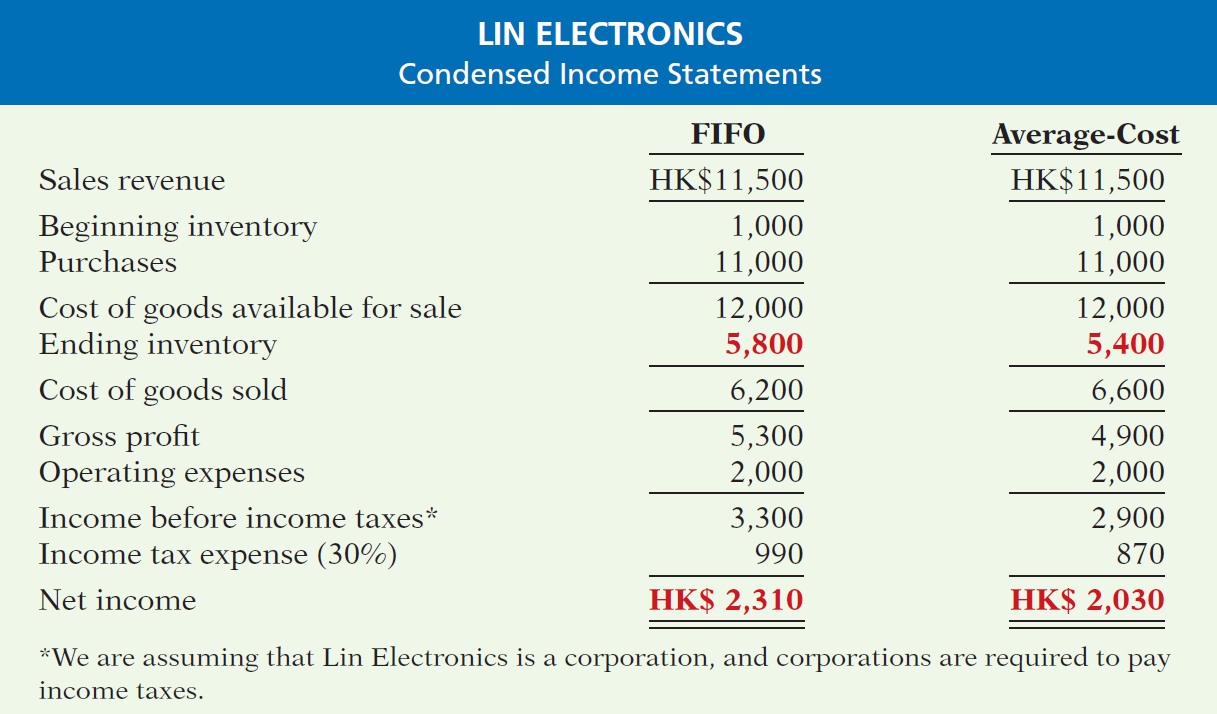 LIN ELECTRONICS
Condensed Income Statements
FIFO Average-Cost
Sales revenue HK$11,500 HK$11,500
Beginning inventory 1,000 1,000
Purchases 11,000 11,000
Cost of goods available for sale 12,000 12,000
Ending inventory 5,800 5,400
Cost of goods sold 6,200 6,600
Gross profit 5,300 4,900
Operating expenses 2,000 2,000
Income before income taxes* 3,300 2,900
Income tax expense (30%) 990 870
Net income HK$ 2,310 HK$ 2,030
*We are assuming that Lin Electronics is a corporation, and corporations are required to pay
income taxes.